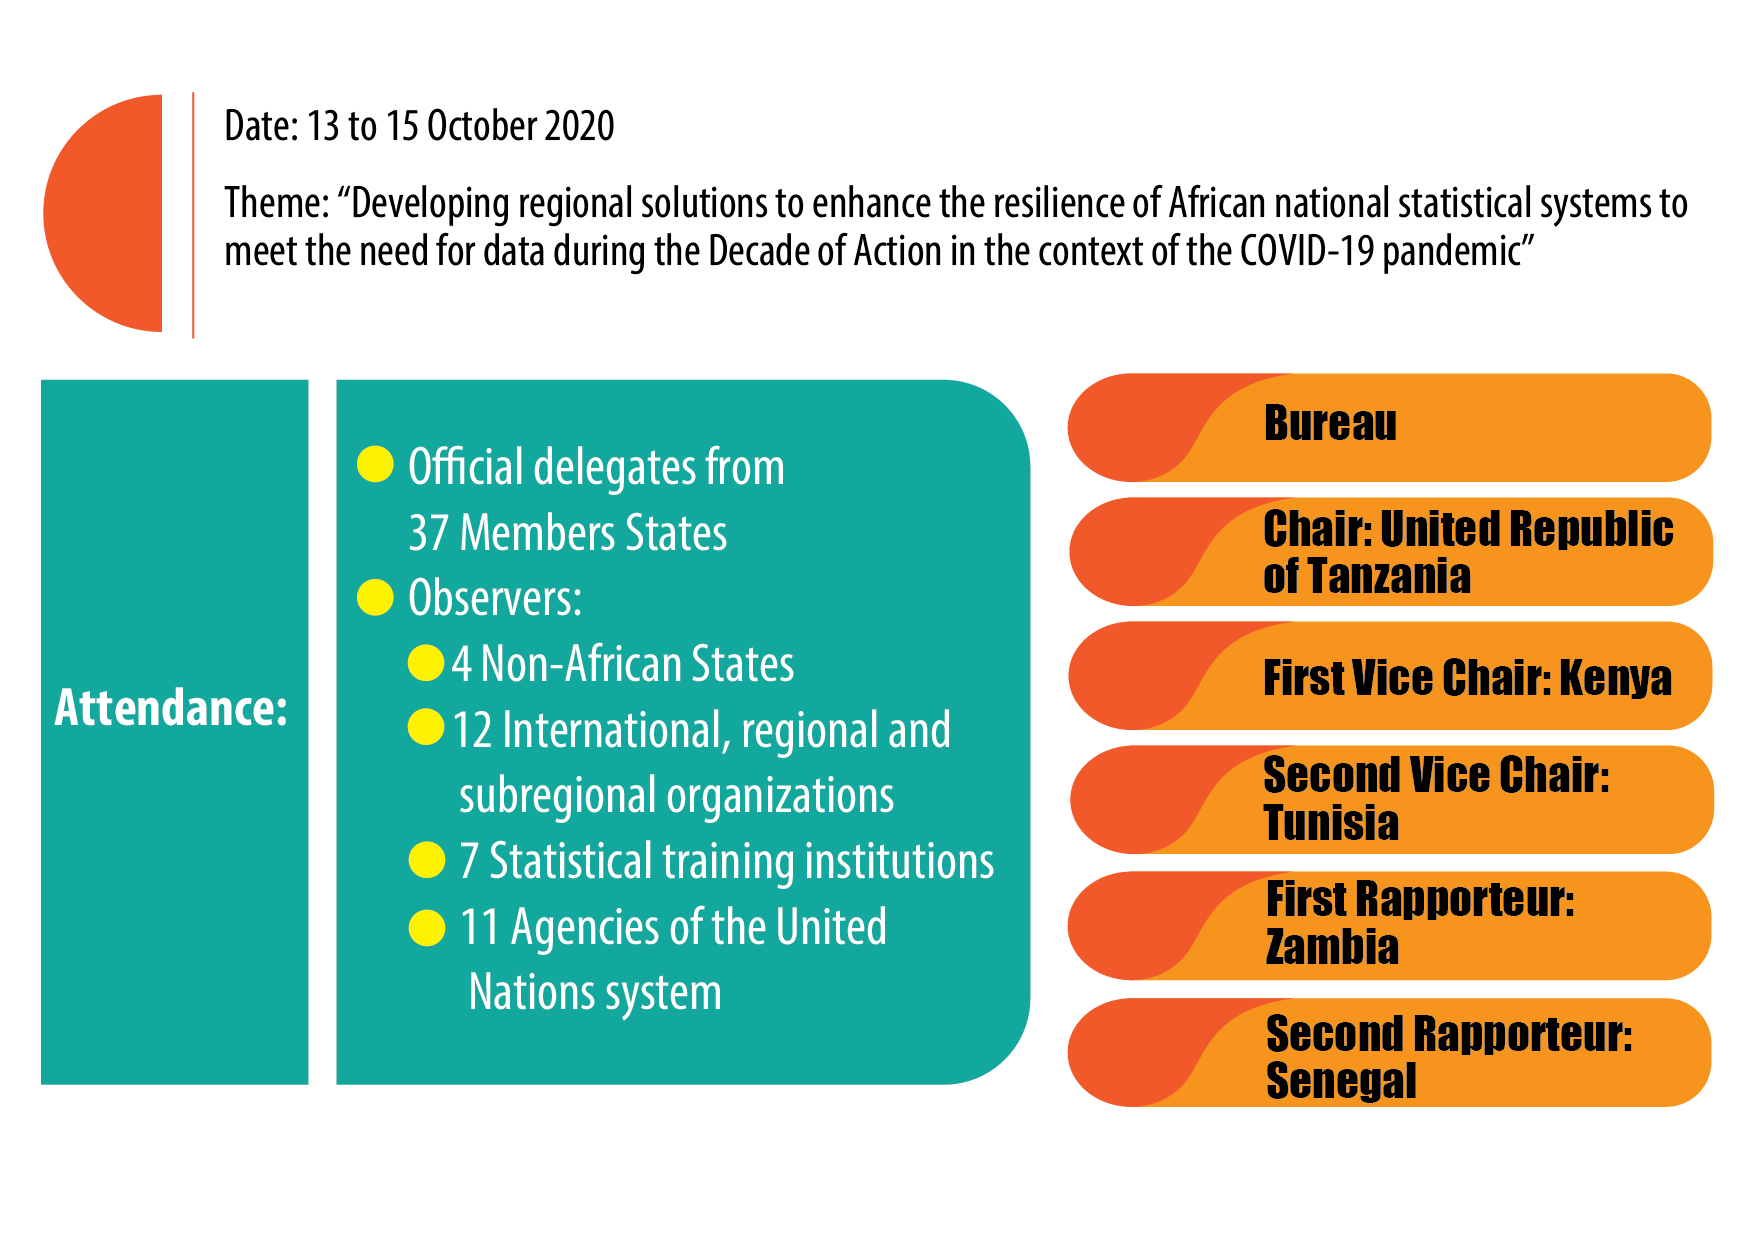 Date: 13 to 15 October 2020
Theme: “Developing regional solutions to enhance the resilience of African national statistical systems to
meet the need for data during the Decade of Action in the context of the COVID-19 pandemic”
Attendance:
Official delegates from
37 Members States
Observers:
4 Non-African States
12 International, regional and
subregional organizations
7 Statistical training institutions
11 Agencies of the United
Nations system
Bureau
Chair: United Republic
of Tanzania
First Vice Chair: Kenya
Second Vice Chair:
Tunisia
First Rapporteur:
Zambia
Second Rapporteur:
Senegal